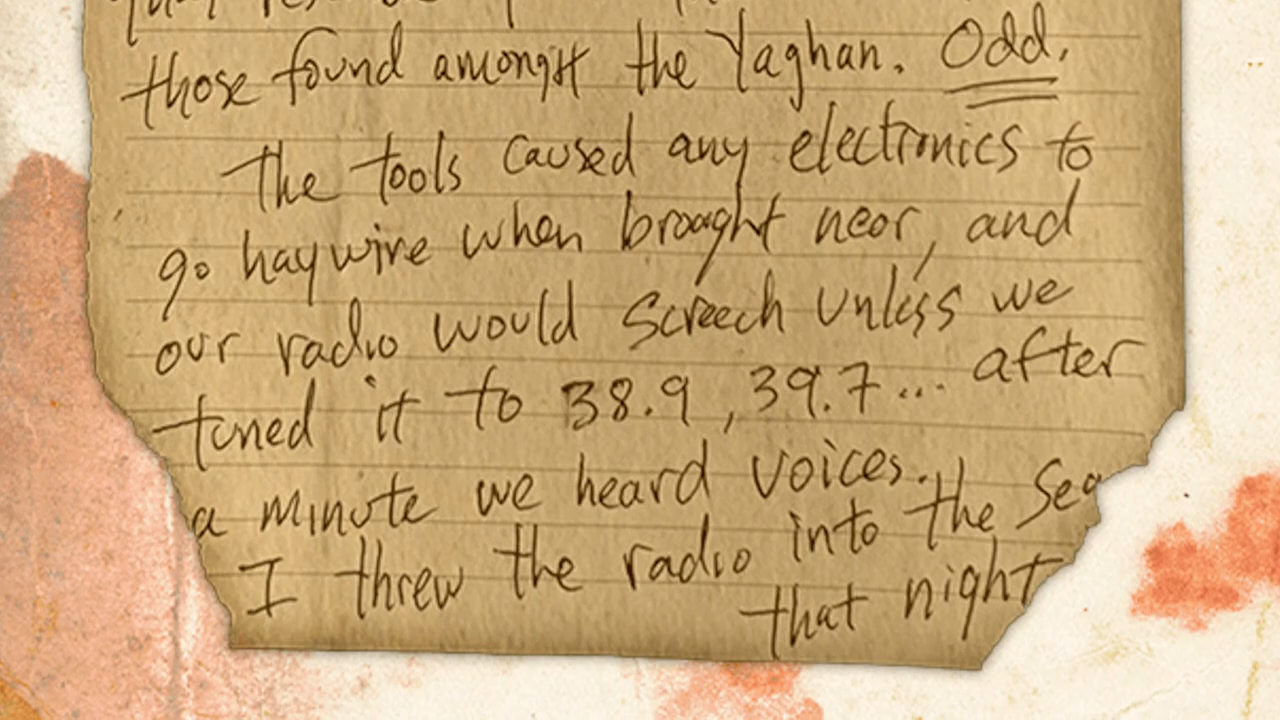 those found amongst the Yaghan. Odd.
The tools caused any electronics to
go haywire when brought near, and
our radio would screech unless we
tuned it to 38.9, 39.7... after
a minute we heard voices.
I threw the radio into the Sea
that night